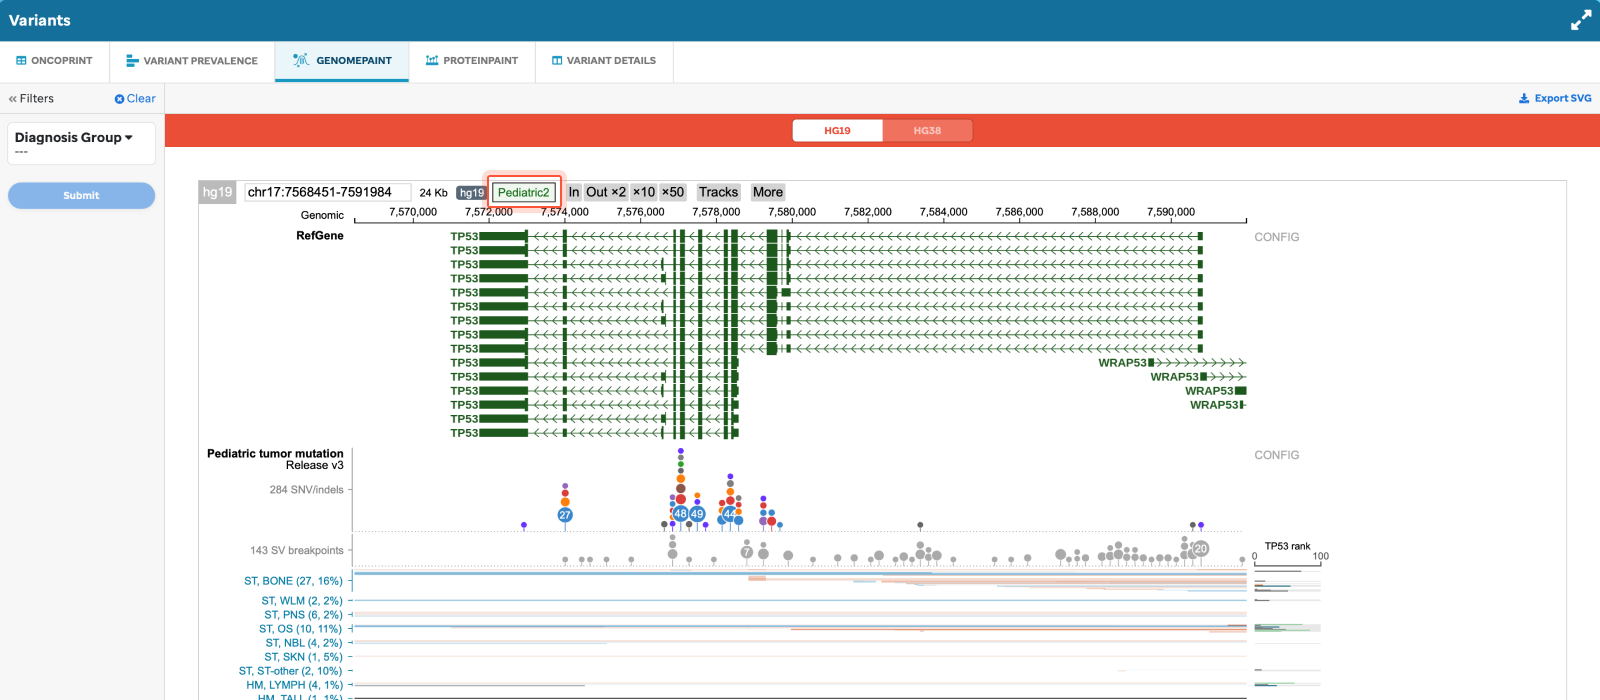 Variants
ONCOPRINT VARIANT PREVALENCE GENOMEPAINT PROTEINPAINT VARIANT DETAILS
« Filters Clear Export SVG
HG19 HG38
Diagnosis Group
---
Submit
hg19 chr17:7568451-7591984 24 Kb hg19 Pediatric2 In Out ×2 ×10 ×50 Tracks More
Genomic 7,570,000 7,572,000 7,574,000 7,576,000 7,578,000 7,580,000 7,582,000 7,584,000 7,586,000 7,588,000 7,590,000
RefGene TP53 CONFIG
TP53
TP53
TP53
TP53
TP53
TP53
TP53
TP53
TP53 WRAP53
TP53 WRAP53
TP53 WRAP53
TP53 WRAP53
TP53
TP53
Pediatric tumor mutation CONFIG
Release v3
284 SNV/indels
27 48 49 44
143 SV breakpoints 7 20 TP53 rank
0 100
ST, BONE (27, 16%)
ST, WLM (2, 2%)
ST, PNS (6, 2%)
ST, OS (10, 11%)
ST, NBL (4, 2%)
ST, SKN (1, 5%)
ST, ST-other (2, 10%)
HM, LYMPH (4, 1%)
HM, TALL (1, 1%)